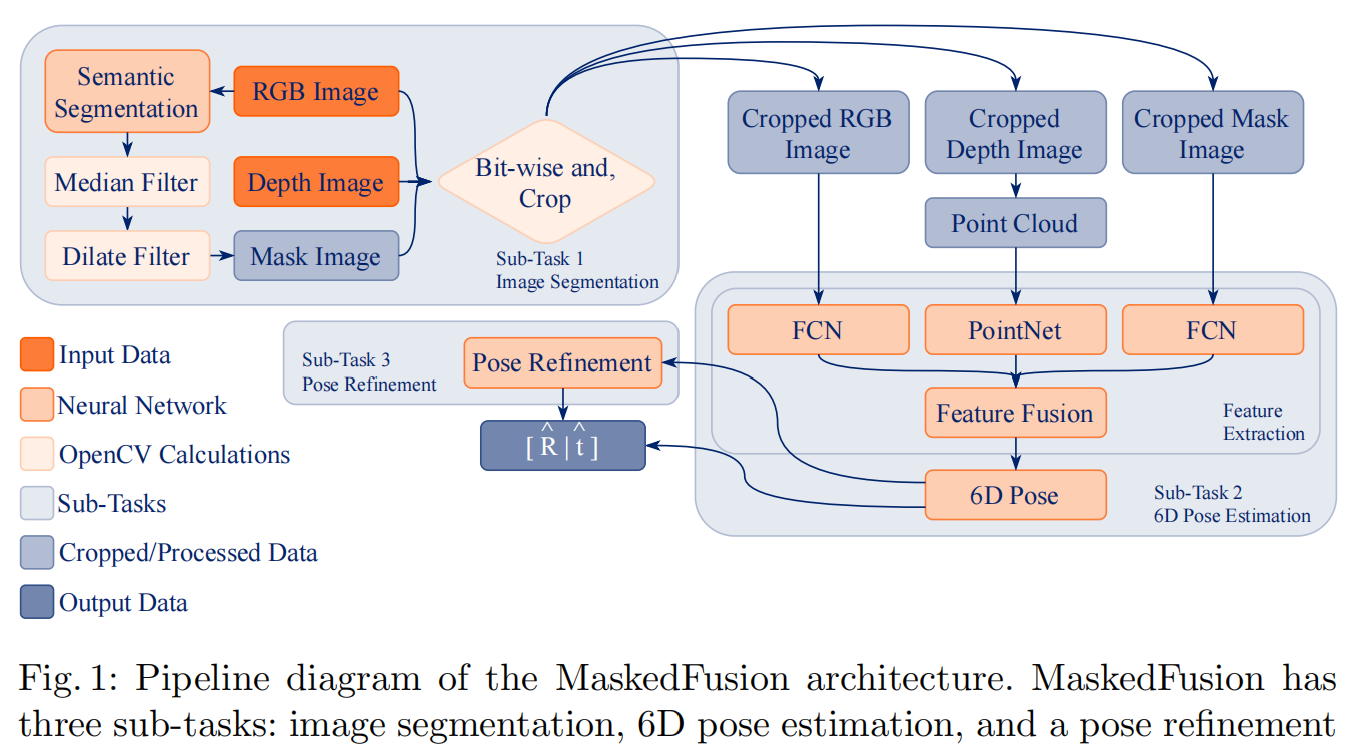 Semantic
Segmentation
RGB Image
Median Filter
Depth Image
Dilate Filter
Mask Image
Bit-wise and,
Crop
Sub-Task 1
Image Segmentation
Cropped RGB
Image
Cropped
Depth Image
Cropped Mask
Image
Point Cloud
FCN
PointNet
FCN
Feature Fusion
Feature
Extraction
6D Pose
Sub-Task 2
6D Pose Estimation
Sub-Task 3
Pose Refinement
Pose Refinement
[ R̂ | t̂ ]
Input Data
Neural Network
OpenCV Calculations
Sub-Tasks
Cropped/Processed Data
Output Data
Fig. 1: Pipeline diagram of the MaskedFusion architecture. MaskedFusion has
three sub-tasks: image segmentation, 6D pose estimation, and a pose refinement